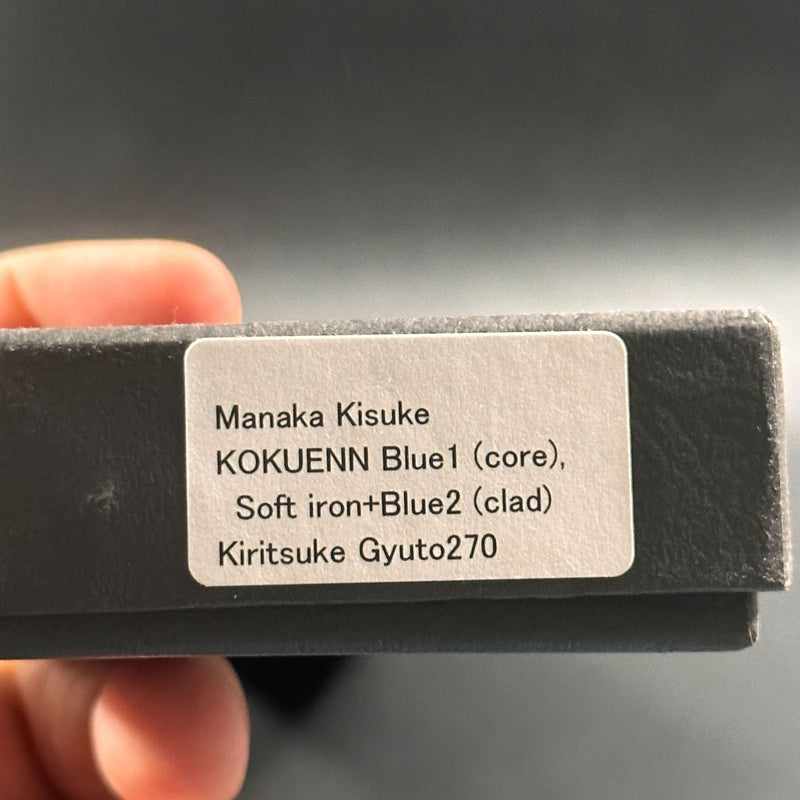 Manaka Kisuke
KOKUENN Blue1 (core),
Soft iron+Blue2 (clad)
Kiritsuke Gyuto270